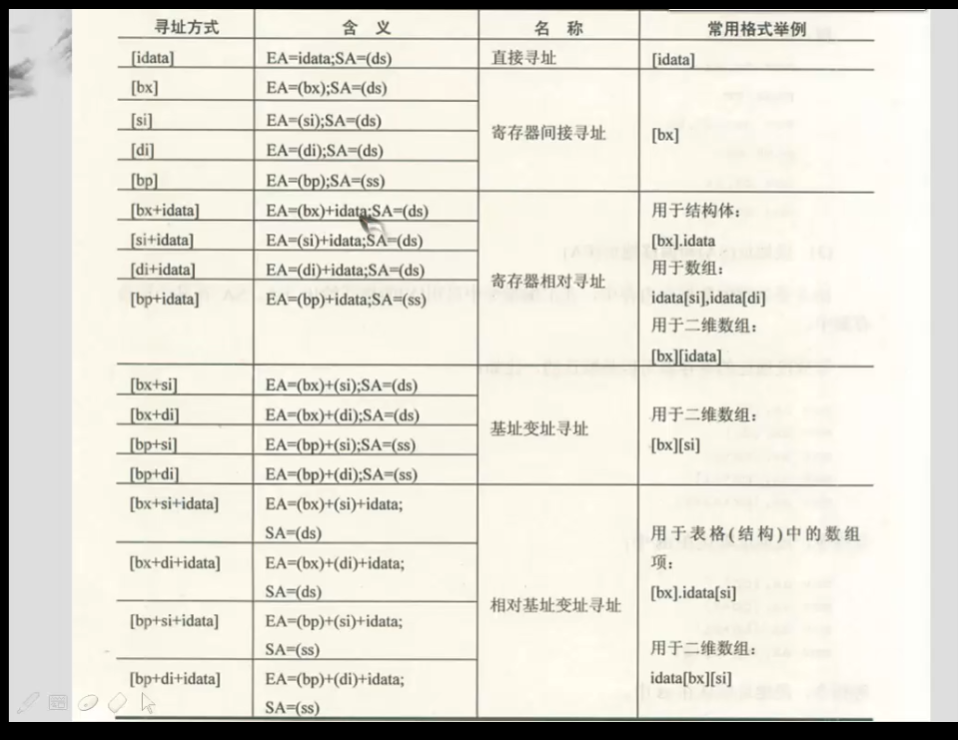 寻址方式 含 义 名 称 常用格式举例
[idata] EA=idata;SA=(ds) 直接寻址 [idata]
[bx] EA=(bx);SA=(ds)
[si] EA=(si);SA=(ds)
寄存器间接寻址 [bx]
[di] EA=(di);SA=(ds)
[bp] EA=(bp);SA=(ss)
[bx+idata] EA=(bx)+idata;SA=(ds) 用于结构体：
[si+idata] EA=(si)+idata;SA=(ds) [bx].idata
[di+idata] EA=(di)+idata;SA=(ds) 用于数组：
寄存器相对寻址
[bp+idata] EA=(bp)+idata;SA=(ss) idata[si],idata[di]
用于二维数组：
[bx][idata]
[bx+si] EA=(bx)+(si);SA=(ds)
[bx+di] EA=(bx)+(di);SA=(ds) 用于二维数组：
基址变址寻址
[bp+si] EA=(bp)+(si);SA=(ss) [bx][si]
[bp+di] EA=(bp)+(di);SA=(ss)
[bx+si+idata] EA=(bx)+(si)+idata;
SA=(ds) 用于表格(结构)中的数组
[bx+di+idata] EA=(bx)+(di)+idata; 项：
SA=(ds) [bx].idata[si]
相对基址变址寻址
[bp+si+idata] EA=(bp)+(si)+idata;
SA=(ss) 用于二维数组：
[bp+di+idata] EA=(bp)+(di)+idata; idata[bx][si]
SA=(ss)